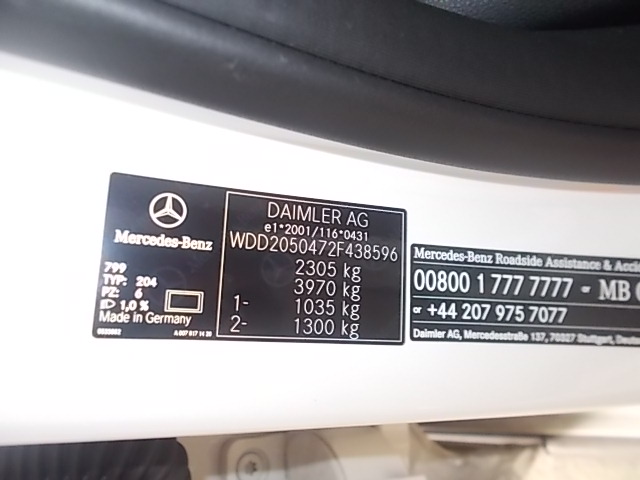 Mercedes-Benz
799
TYP: 204
PZ: 6
1,0 %
Made in Germany
DAIMLER AG
e1*2001/116*0431
WDD2050472F438596
2305 kg
3970 kg
1- 1035 kg
2- 1300 kg
Mercedes-Benz Roadside Assistance & Acci
00800 1 777 7777 - MB
or +44 207 975 7077
Daimler AG, Mercedesstraße 137, 70327 Stuttgart, Deuts